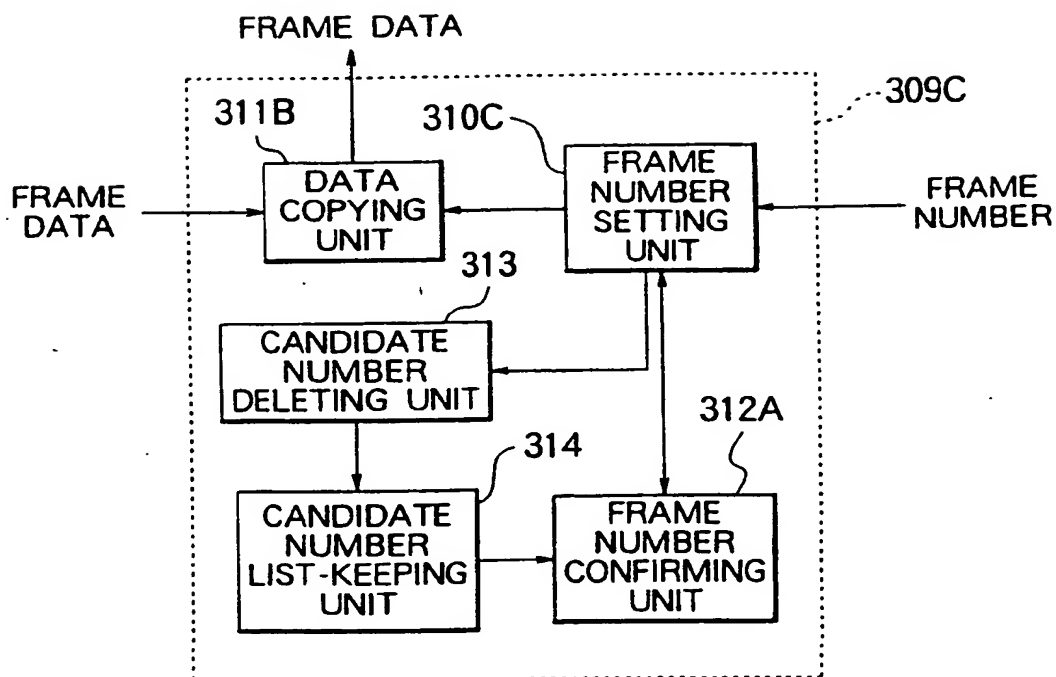 FRAME DATA
309C
311B
310C
FRAME
DATA
DATA
COPYING
UNIT
FRAME
NUMBER
SETTING
UNIT
FRAME
NUMBER
313
CANDIDATE
NUMBER
DELETING UNIT
312A
314
CANDIDATE
NUMBER
LIST-KEEPING
UNIT
FRAME
NUMBER
CONFIRMING
UNIT